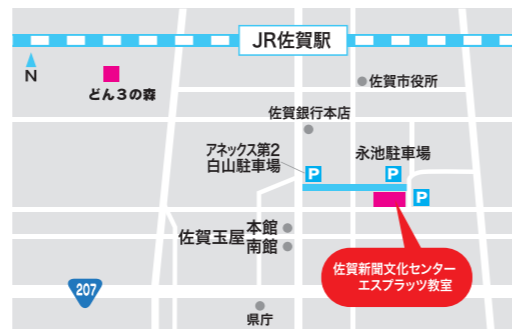 JR佐賀駅
N
どん3の森
佐賀市役所
佐賀銀行本店
アネックス第2
白山駐車場
永池駐車場
P
P
P
佐賀玉屋
本館
南館
佐賀新聞文化センター
エスプラッツ教室
207
県庁